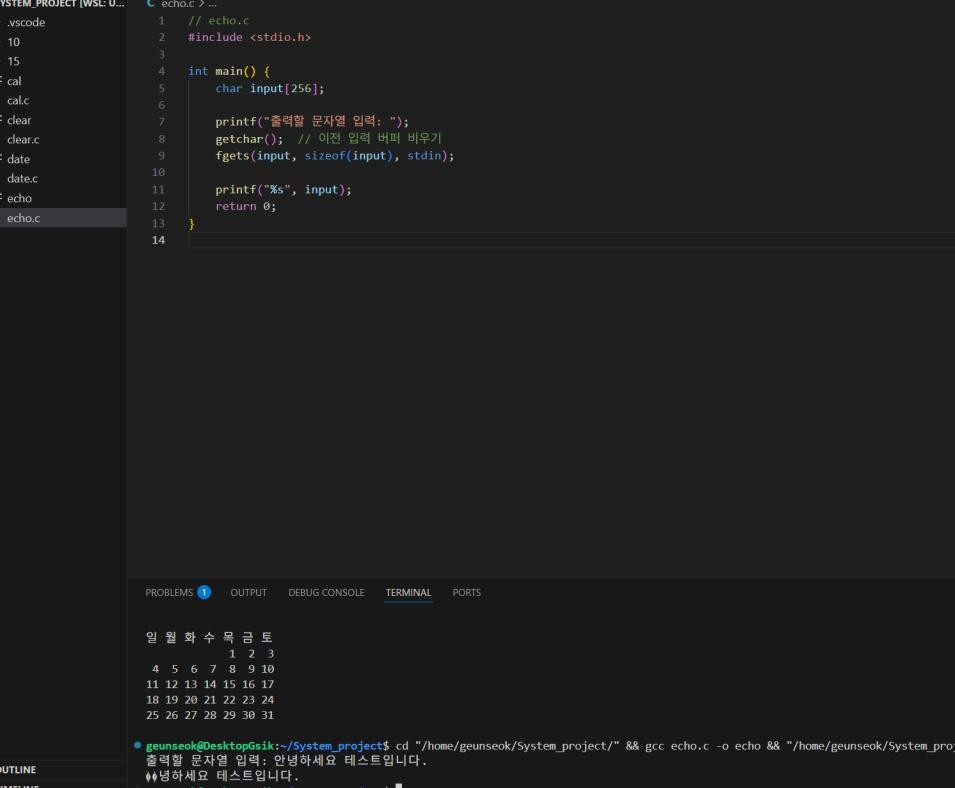 YSTEM_PROJECT [WSL: U...
.vscode
10
15
cal
cal.c
clear
clear.c
date
date.c
echo
echo.c
OUTLINE
C echo.c > ...
1 // echo.c
2 #include <stdio.h>
3
4 int main() {
5 char input[256];
6
7 printf("출력할 문자열 입력: ");
8 getchar(); // 이전 입력 버퍼 비우기
9 fgets(input, sizeof(input), stdin);
10
11 printf("%s", input);
12 return 0;
13 }
14
PROBLEMS 1 OUTPUT DEBUG CONSOLE TERMINAL PORTS
일 월 화 수 목 금 토
1 2 3
4 5 6 7 8 9 10
11 12 13 14 15 16 17
18 19 20 21 22 23 24
25 26 27 28 29 30 31
geunseok@DesktopGsik:~/System_project$ cd "/home/geunseok/System_project/" && gcc echo.c -o echo && "/home/geunseok/System_pro
출력할 문자열 입력: 안녕하세요 테스트입니다.
��녕하세요 테스트입니다.